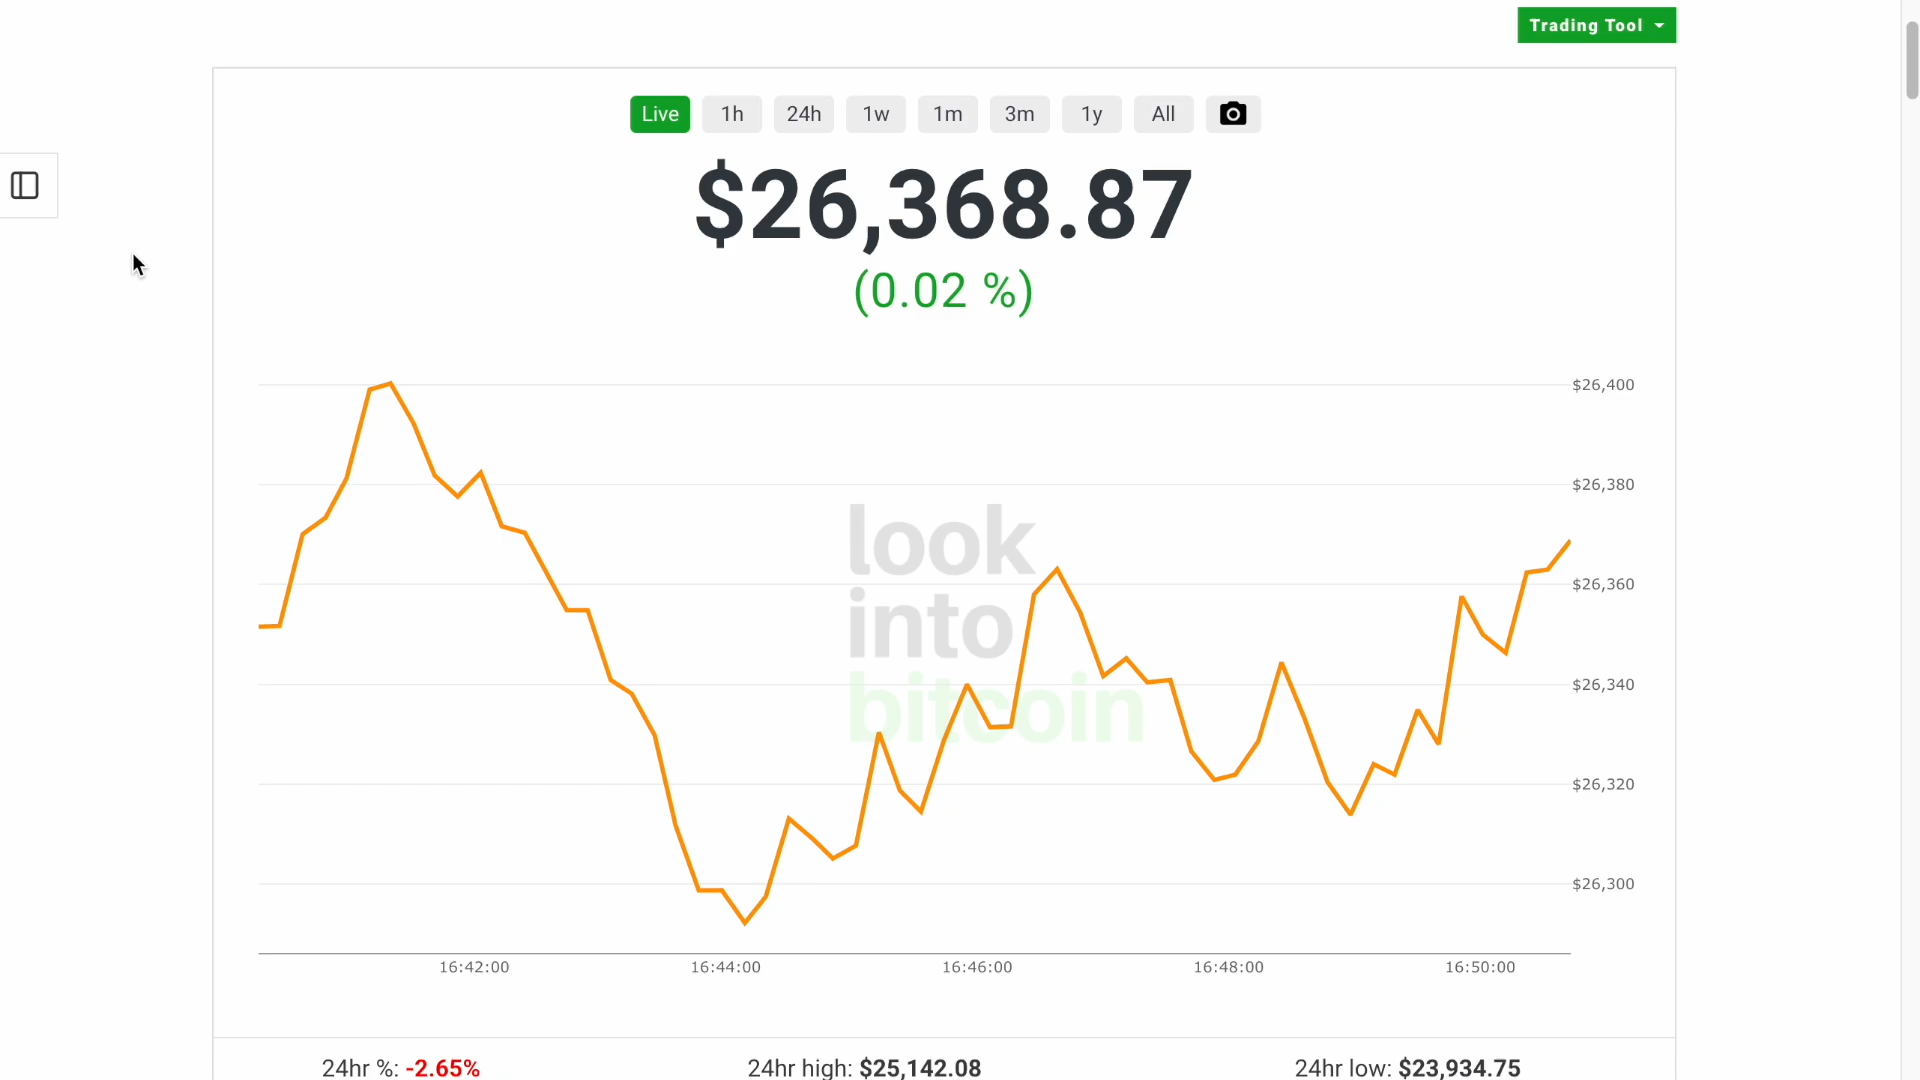 Trading Tool
Live 1h 24h 1w 1m 3m 1y All
$26,368.87
(0.02 %)
$26,400
$26,380
look
into
bitcoin
$26,360
$26,340
$26,320
$26,300
16:42:00 16:44:00 16:46:00 16:48:00 16:50:00
24hr %: -2.65% 24hr high: $25,142.08 24hr low: $23,934.75